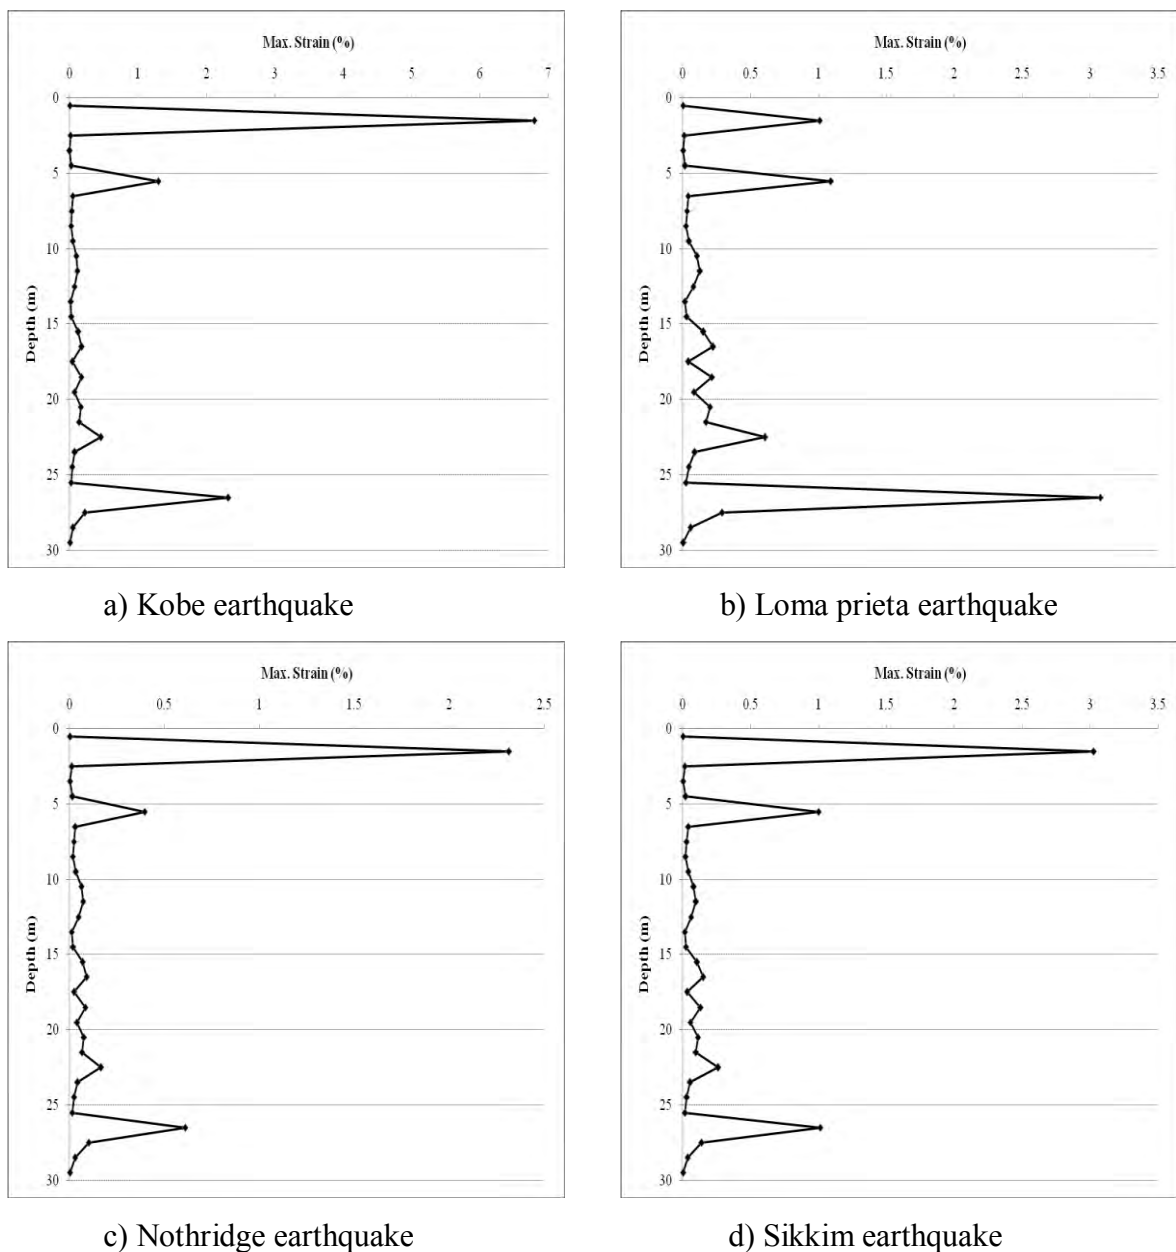 Max. Strain (%)
0 1 2 3 4 5 6 7
0
5
10
15
20
25
30
Depth (m)
a) Kobe earthquake
Max. Strain (%)
0 0.5 1 1.5 2 2.5 3 3.5
0
5
10
15
20
25
30
Depth (m)
b) Loma prieta earthquake
Max. Strain (%)
0 0.5 1 1.5 2 2.5
0
5
10
15
20
25
30
Depth (m)
c) Nothridge earthquake
Max. Strain (%)
0 0.5 1 1.5 2 2.5 3 3.5
0
5
10
15
20
25
30
Depth (m)
d) Sikkim earthquake